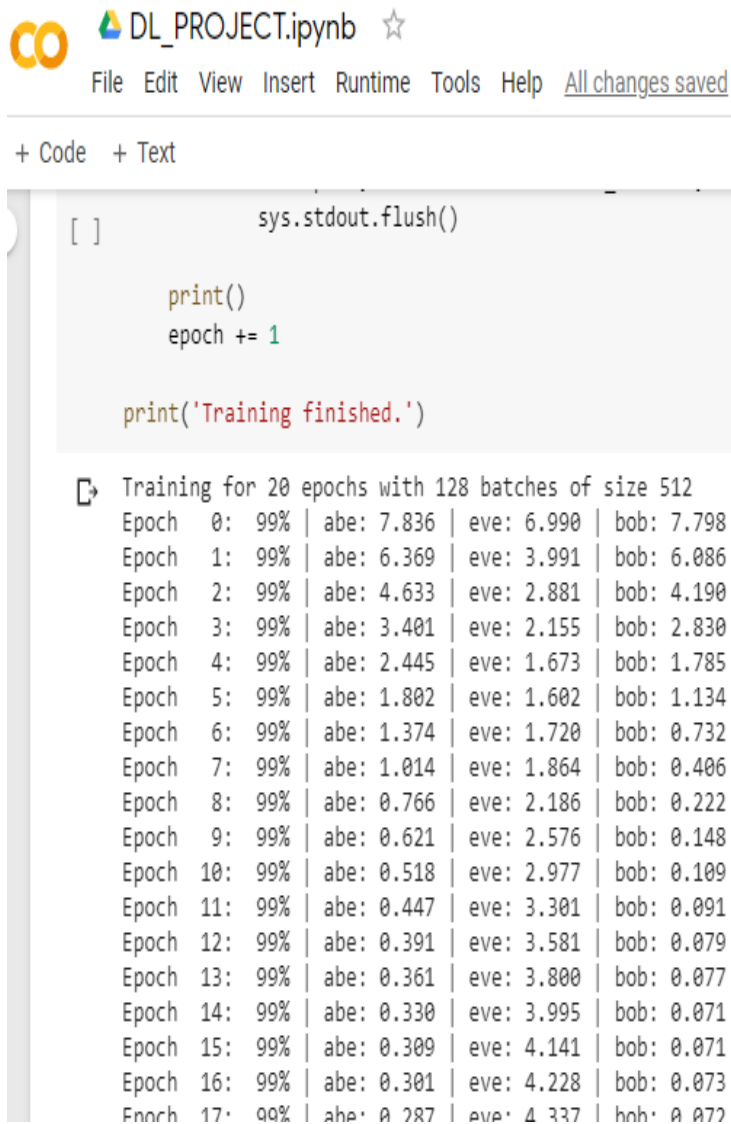 CO DL_PROJECT.ipynb
File Edit View Insert Runtime Tools Help All changes saved
+ Code + Text
[ ] sys.stdout.flush()
print()
epoch += 1
print('Training finished.')
Training for 20 epochs with 128 batches of size 512
Epoch 0: 99% | abe: 7.836 | eve: 6.990 | bob: 7.798
Epoch 1: 99% | abe: 6.369 | eve: 3.991 | bob: 6.086
Epoch 2: 99% | abe: 4.633 | eve: 2.881 | bob: 4.190
Epoch 3: 99% | abe: 3.401 | eve: 2.155 | bob: 2.830
Epoch 4: 99% | abe: 2.445 | eve: 1.673 | bob: 1.785
Epoch 5: 99% | abe: 1.802 | eve: 1.602 | bob: 1.134
Epoch 6: 99% | abe: 1.374 | eve: 1.720 | bob: 0.732
Epoch 7: 99% | abe: 1.014 | eve: 1.864 | bob: 0.406
Epoch 8: 99% | abe: 0.766 | eve: 2.186 | bob: 0.222
Epoch 9: 99% | abe: 0.621 | eve: 2.576 | bob: 0.148
Epoch 10: 99% | abe: 0.518 | eve: 2.977 | bob: 0.109
Epoch 11: 99% | abe: 0.447 | eve: 3.301 | bob: 0.091
Epoch 12: 99% | abe: 0.391 | eve: 3.581 | bob: 0.079
Epoch 13: 99% | abe: 0.361 | eve: 3.800 | bob: 0.077
Epoch 14: 99% | abe: 0.330 | eve: 3.995 | bob: 0.071
Epoch 15: 99% | abe: 0.309 | eve: 4.141 | bob: 0.071
Epoch 16: 99% | abe: 0.301 | eve: 4.228 | bob: 0.073
Epoch 17: 99% | abe: 0.287 | eve: 4.337 | bob: 0.072